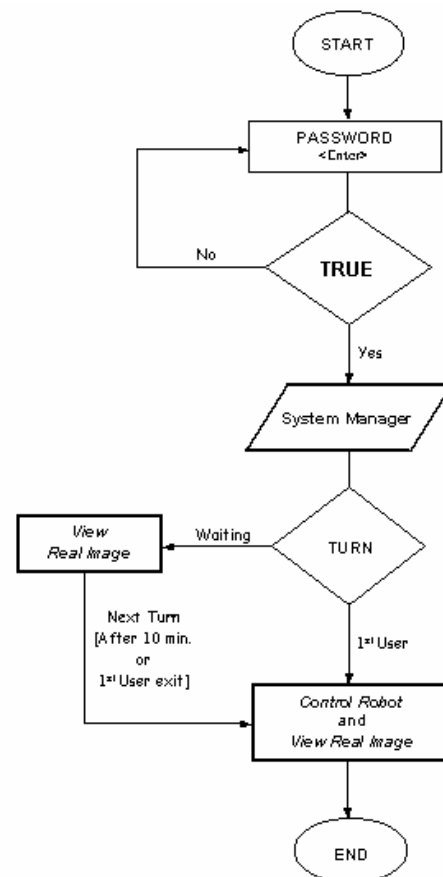 START
PASSWORD
<Enter>
No
TRUE
Yes
System Manager
View
Real Image
Waiting
TURN
Next Turn
[After 10 min.
or
1st User exit]
1st User
Control Robot
and
View Real Image
END